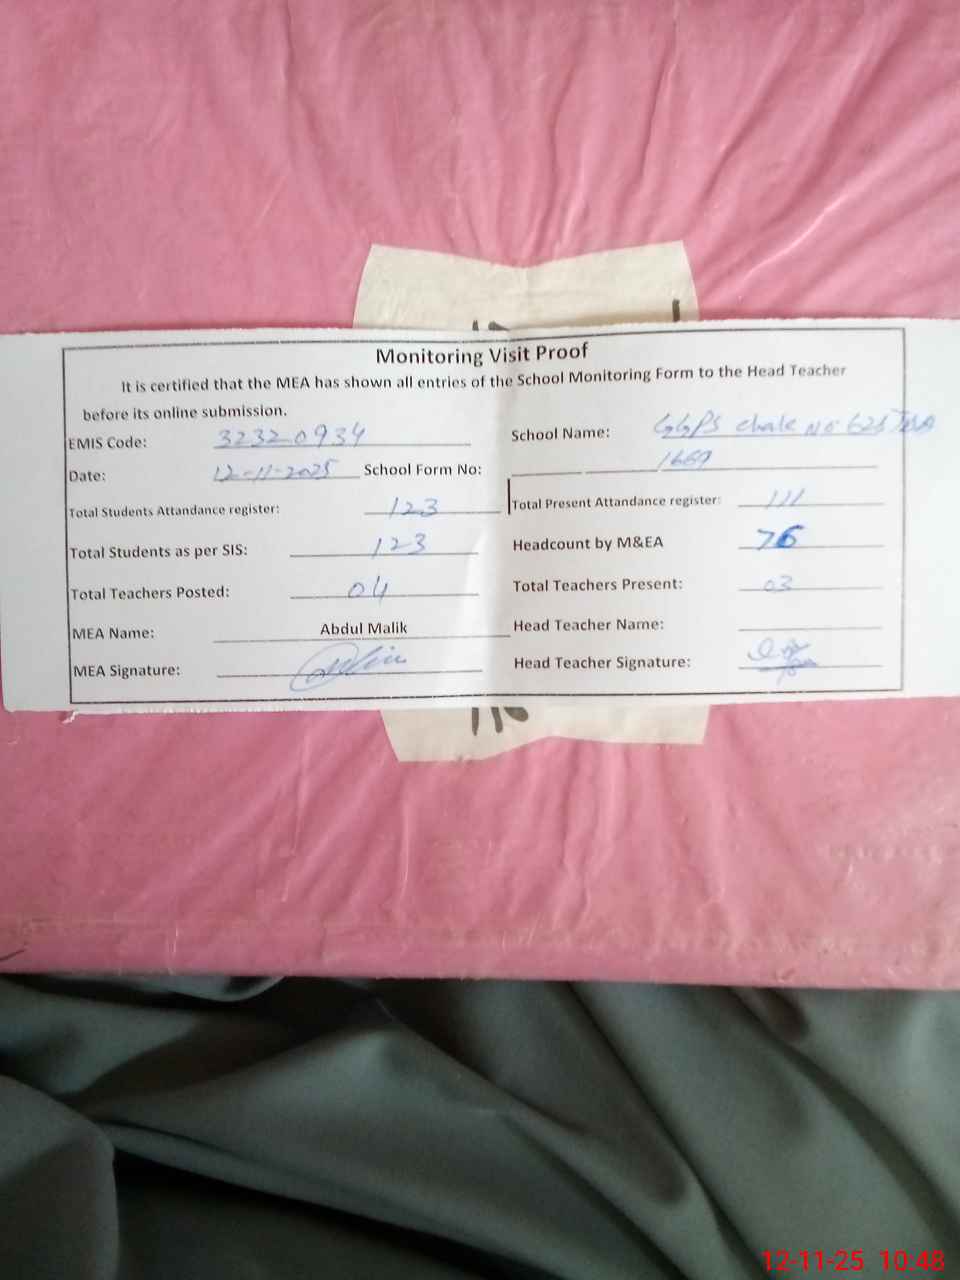 Monitoring Visit Proof
It is certified that the MEA has shown all entries of the School Monitoring Form to the Head Teacher
before its online submission.
EMIS Code: 32320934 School Name: GGPS chak No 625 TDA
Date: 12-11-2025 School Form No: 1669
Total Students Attandance register: 123 Total Present Attandance register: 111
Total Students as per SIS: 123 Headcount by M&EA 76
Total Teachers Posted: 04 Total Teachers Present: 03
MEA Name: Abdul Malik Head Teacher Name:
MEA Signature: Head Teacher Signature:
12-11-25 10:48